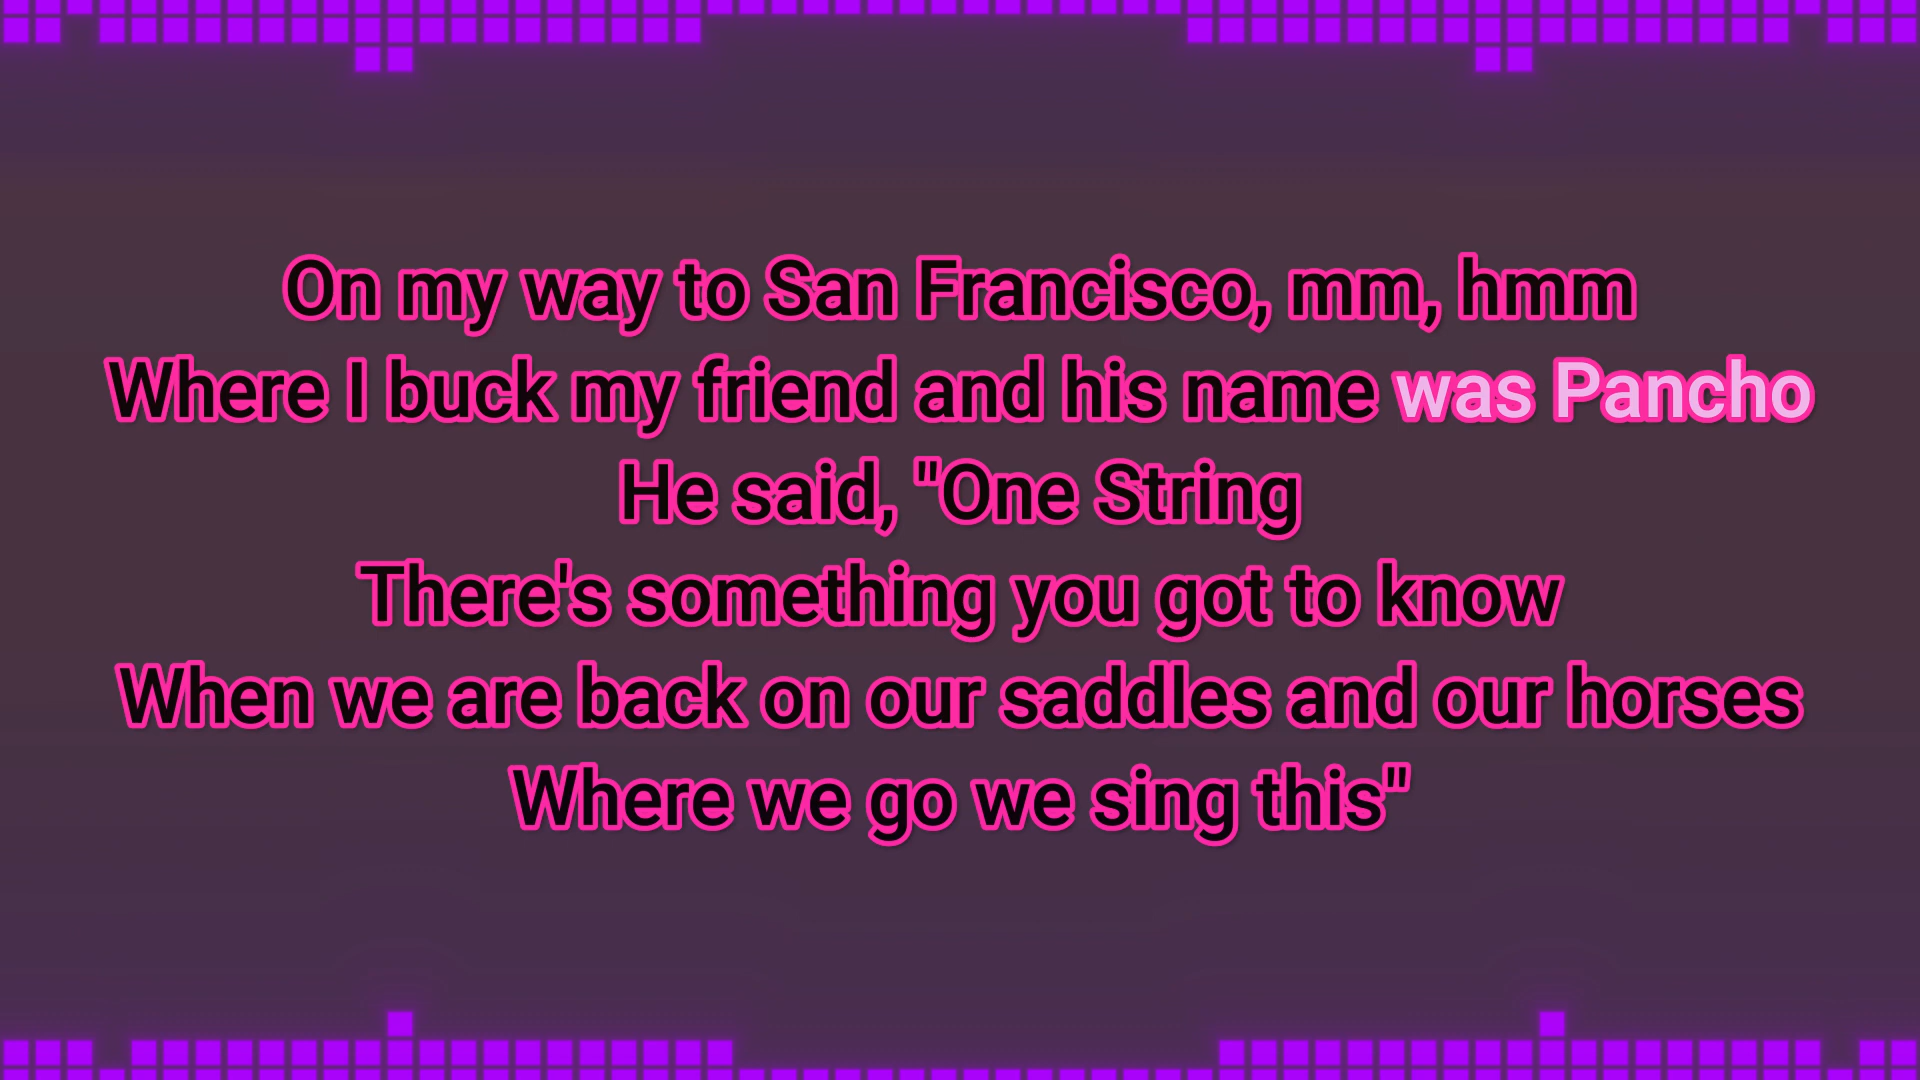 On my way to San Francisco, mm, hmm
Where I buck my friend and his name was Pancho
He said, "One String
There's something you got to know
When we are back on our saddles and our horses
Where we go we sing this"